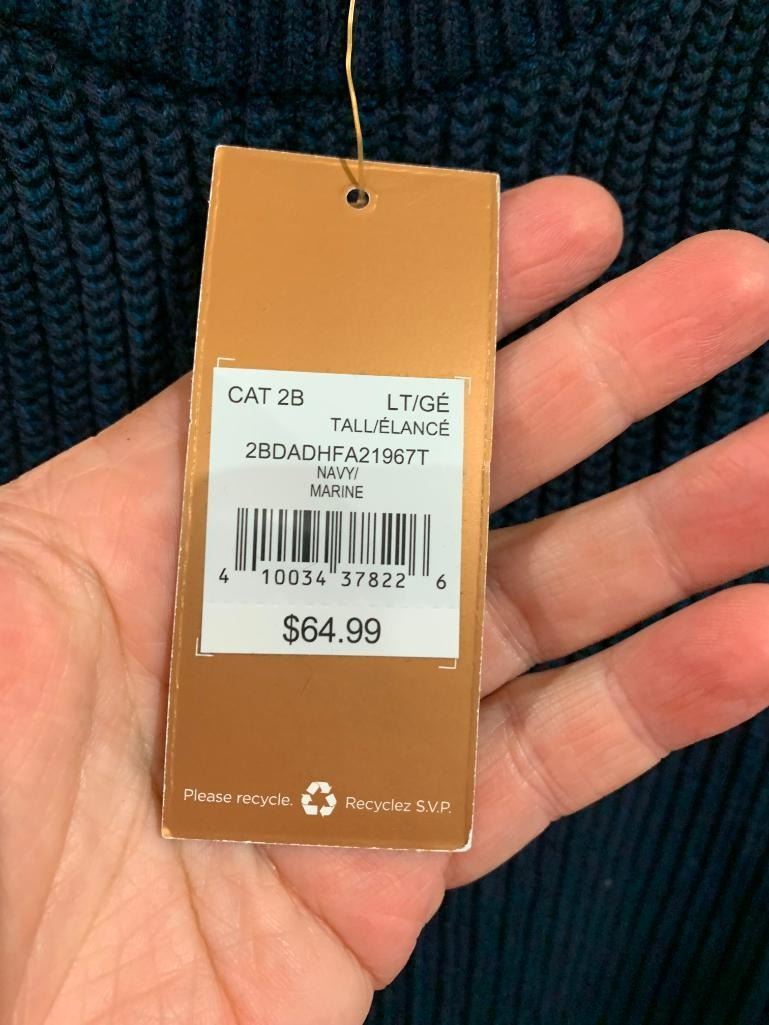 CAT 2B LT/GÉ
TALL/ÉLANCÉ
2BDADHFA21967T
NAVY/
MARINE
4 10034 37822 6
$64.99
Please recycle. Recyclez S.V.P.